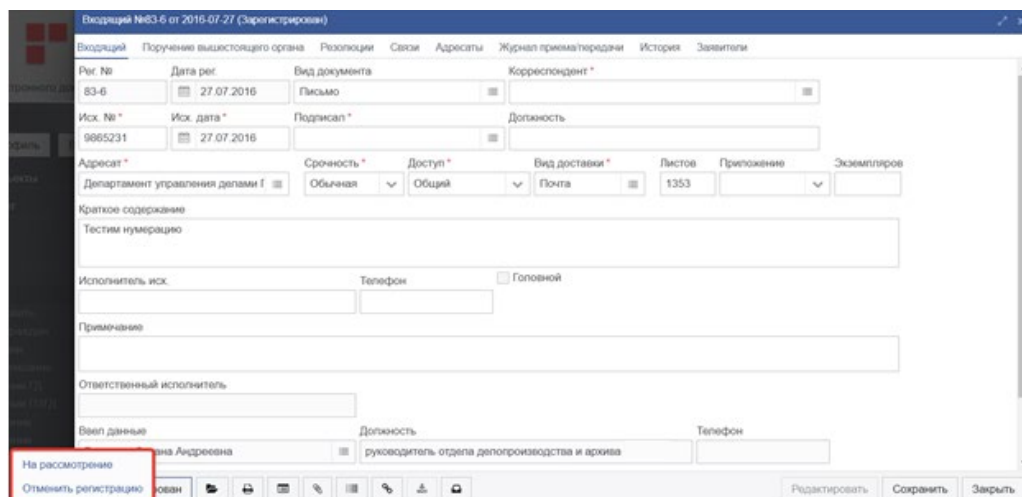 Входящий №83-6 от 2016-07-27 (Зарегистрирован)
Входящий Поручение вышестоящего органа Резолюции Связи Адресаты Журнал приема/передачи История Заявители
Рег. № Дата рег. Вид документа Корреспондент *
83-6 27.07.2016 Письмо
Исх. № * Исх. дата * Подписал * Должность
9865231 27.07.2016
Адресат * Срочность * Доступ * Вид доставки * Листов Приложение Экземпляров
Департамент управления делами Г Обычная Общий Почта 1353
Краткое содержание
Тестим нумерацию
Исполнитель исх. Телефон Головной
Примечание
Ответственный исполнитель
Ввел данные Должность Телефон
Андреевна руководитель отдела делопроизводства и архива
На рассмотрение
Отменить регистрацию Редактировать Сохранить Закрыть